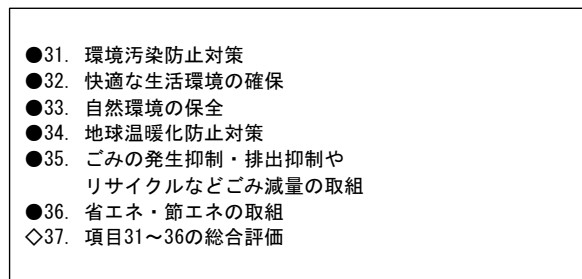 ●31. 環境汚染防止対策
●32. 快適な生活環境の確保
●33. 自然環境の保全
●34. 地球温暖化防止対策
●35. ごみの発生抑制・排出抑制や
リサイクルなどごみ減量の取組
●36. 省エネ・節エネの取組
◇37. 項目31～36の総合評価